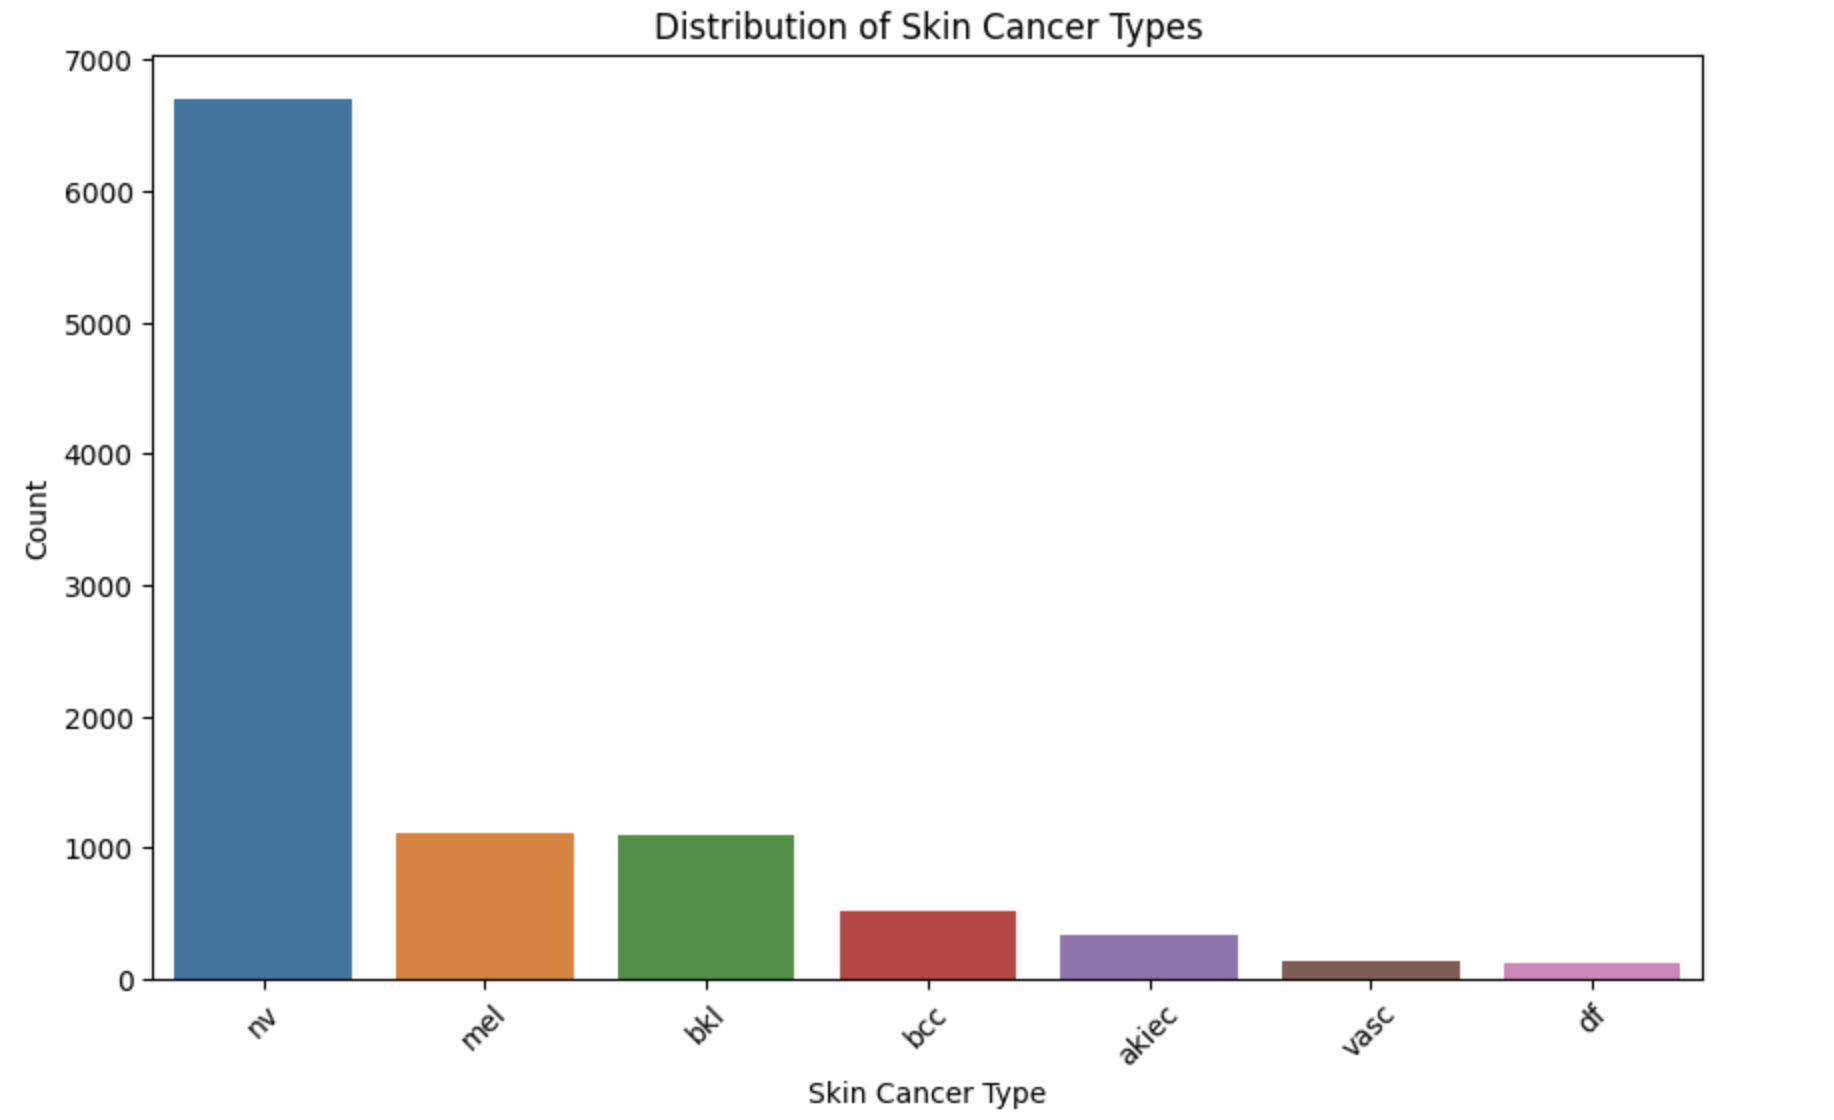 Distribution of Skin Cancer Types
7000
6000
5000
4000
3000
2000
1000
0
Count
nv
mel
bkl
bcc
akiec
vasc
df
Skin Cancer Type